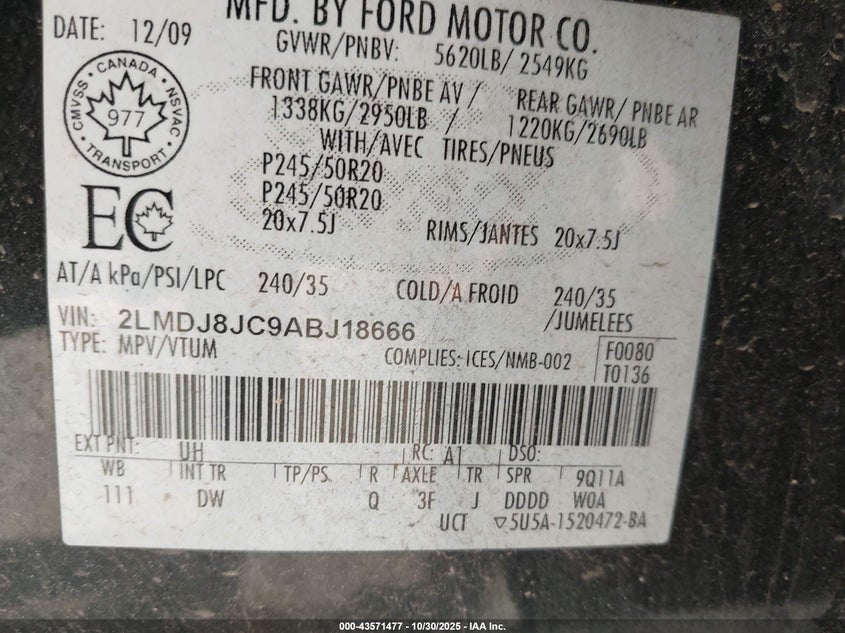 MFD. BY FORD MOTOR CO.
DATE: 12/09
GVWR/PNBV: 5620LB/ 2549KG
FRONT GAWR/PNBE AV / REAR GAWR/ PNBE AR
1338KG/2950LB / 1220KG/2690LB
WITH/AVEC TIRES/PNEUS
P245/50R20
P245/50R20
20x7.5J RIMS/JANTES 20x7.5J
CMVSS • CANADA • NSVAC • TRANSPORT •
977
EC
AT/A kPa/PSI/LPC 240/35 COLD/A FROID 240/35
VIN: 2LMDJ8JC9ABJ18666 /JUMELEES
TYPE: MPV/VTUM COMPLIES: ICES/NMB-002 F0080
T0136
EXT PNT: UH RC: A1 DSO:
WB INT TR TP/PS R AXLE TR SPR 9Q11A
111 DW Q 3F J DDDD W0A
UCT ▽5U5A-1520472-BA
000-43571477 - 10/30/2025 - IAA Inc.